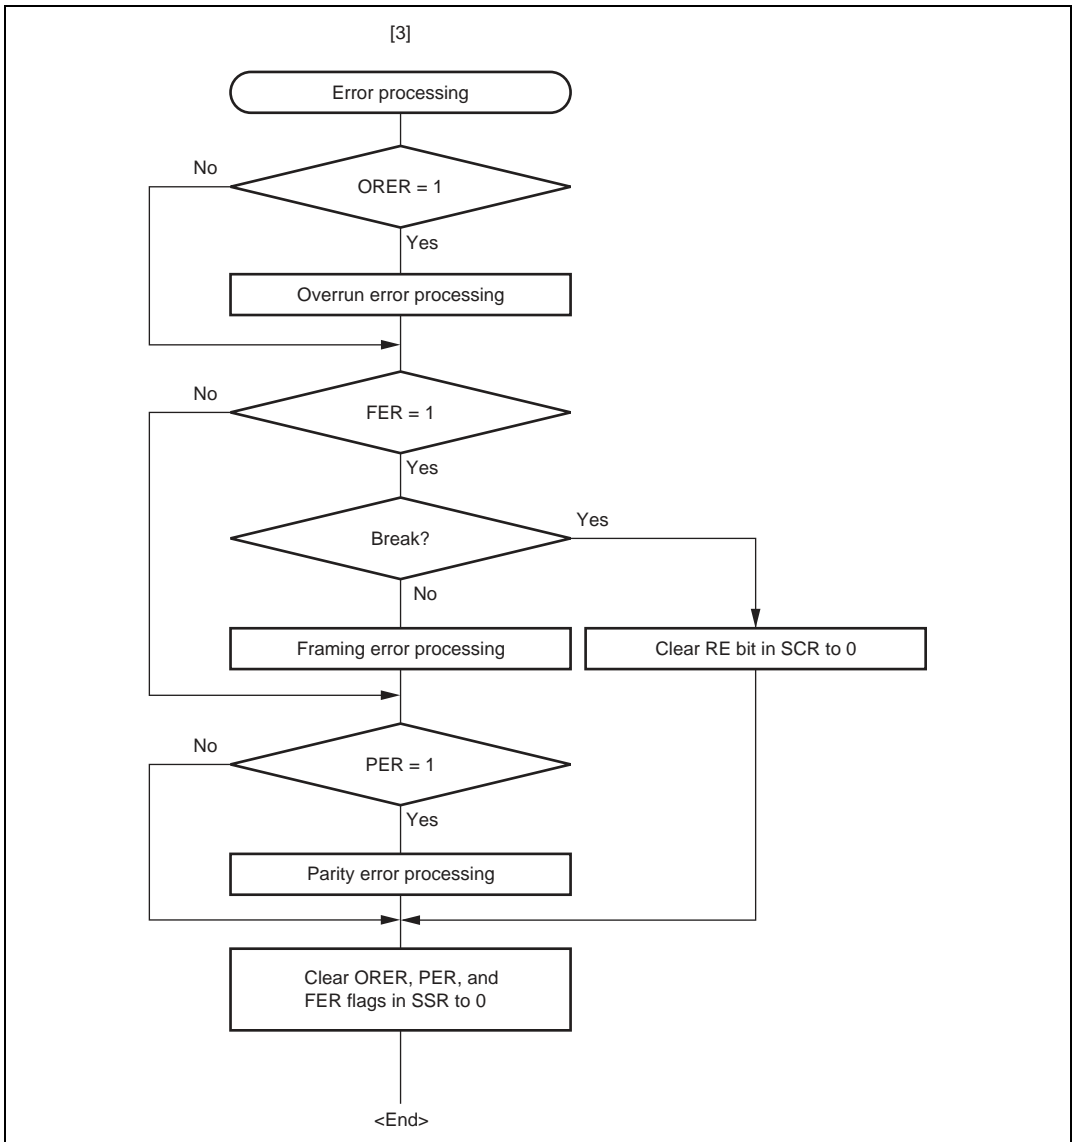 [3]
Error processing
No
ORER = 1
Yes
Overrun error processing
No
FER = 1
Yes
Break?
Yes
No
Framing error processing
Clear RE bit in SCR to 0
No
PER = 1
Yes
Parity error processing
Clear ORER, PER, and
FER flags in SSR to 0
<End>